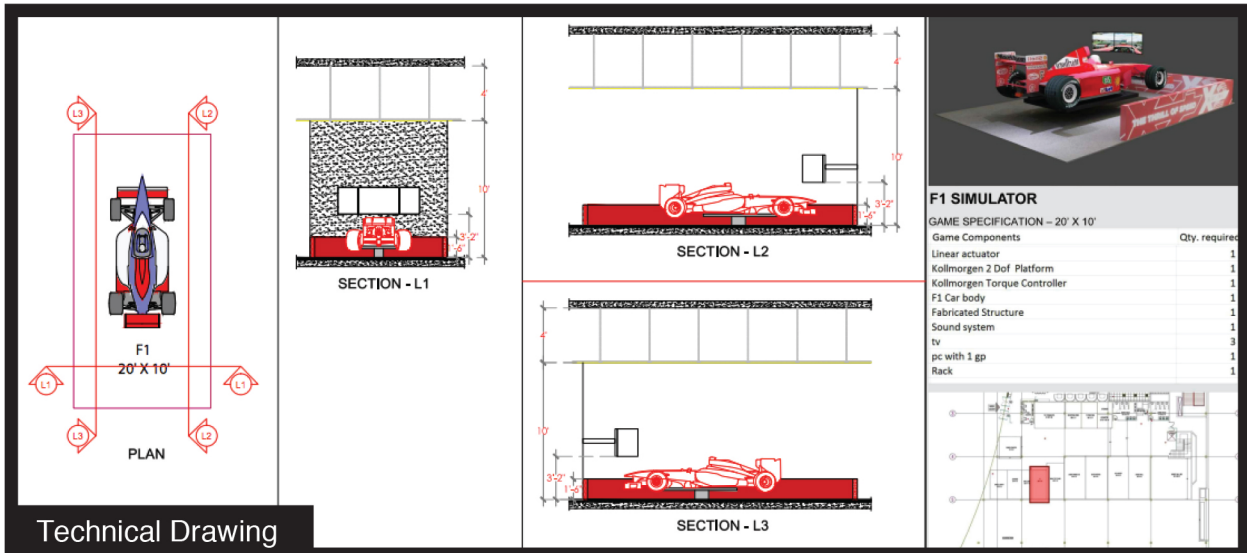 L3
L2
F1
20' X 10'
L1
L1
L3
L2
PLAN
4'
10'
3'-2"
1'-6"
SECTION - L1
4'
10'
3'-2"
1'-6"
SECTION - L2
4'
10'
3'-2"
1'-6"
SECTION - L3
THE THRILL OF SPEED
F1 SIMULATOR
GAME SPECIFICATION – 20' X 10'
Game Components Qty. required
Linear actuator 1
Kollmorgen 2 Dof Platform 1
Kollmorgen Torque Controller 1
F1 Car body 1
Fabricated Structure 1
Sound system 1
tv 3
pc with 1 gp 1
Rack 1
Technical Drawing